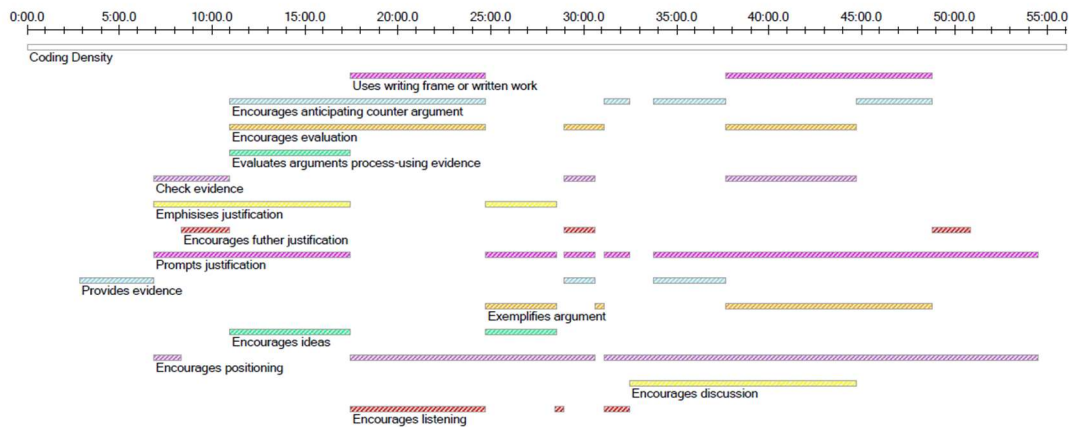 0:00.0 5:00.0 10:00.0 15:00.0 20:00.0 25:00.0 30:00.0 35:00.0 40:00.0 45:00.0 50:00.0 55:00.0
Coding Density
Uses writing frame or written work
Encourages anticipating counter argument
Encourages evaluation
Evaluates arguments process-using evidence
Check evidence
Emphisises justification
Encourages futher justification
Prompts justification
Provides evidence
Exemplifies argument
Encourages ideas
Encourages positioning
Encourages discussion
Encourages listening